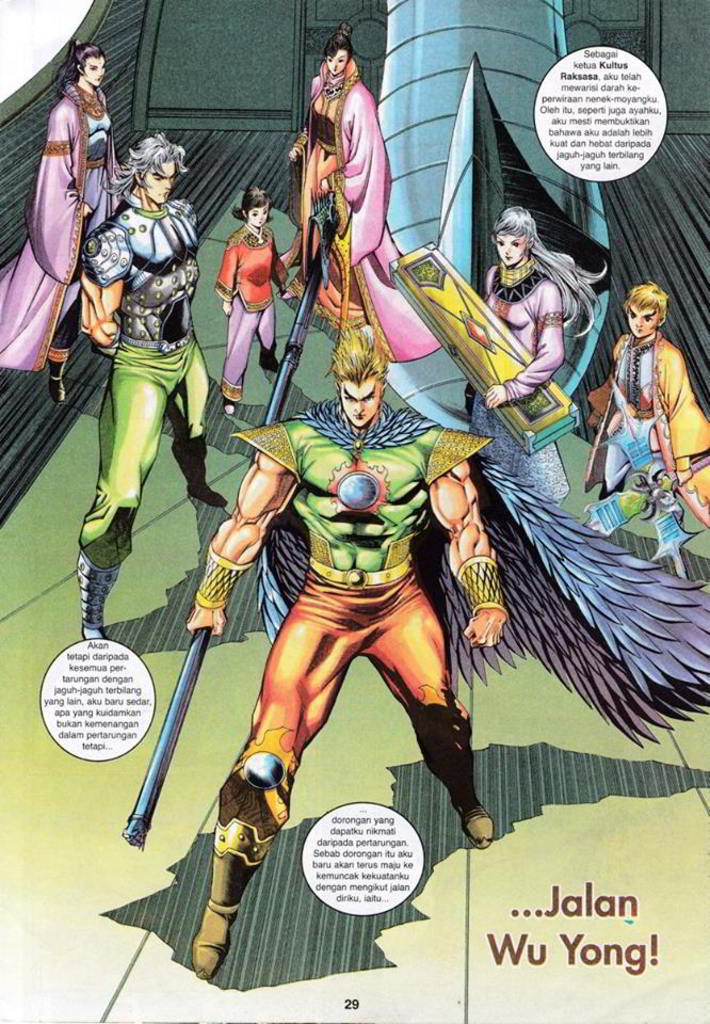 Sebagai
ketua Kultus
Raksasa, aku telah
mewarisi darah ke-
perwiraan nenek-moyangku.
Oleh itu, seperti juga ayahku,
aku mesti membuktikan
bahawa aku adalah lebih
kuat dan hebat daripada
jaguh-jaguh terbilang
yang lain.
Akan
tetapi daripada
kesemua per-
tarungan dengan
jaguh-jaguh terbilang
yang lain, aku baru sedar,
apa yang kuidamkan
bukan kemenangan
dalam pertarungan
tetapi...
...
dorongan yang
dapatku nikmati
daripada pertarungan.
Sebab dorongan itu aku
baru akan terus maju ke
kemuncak kekuatanku
dengan mengikut jalan
diriku, iaitu...
...Jalan
Wu Yong!
29